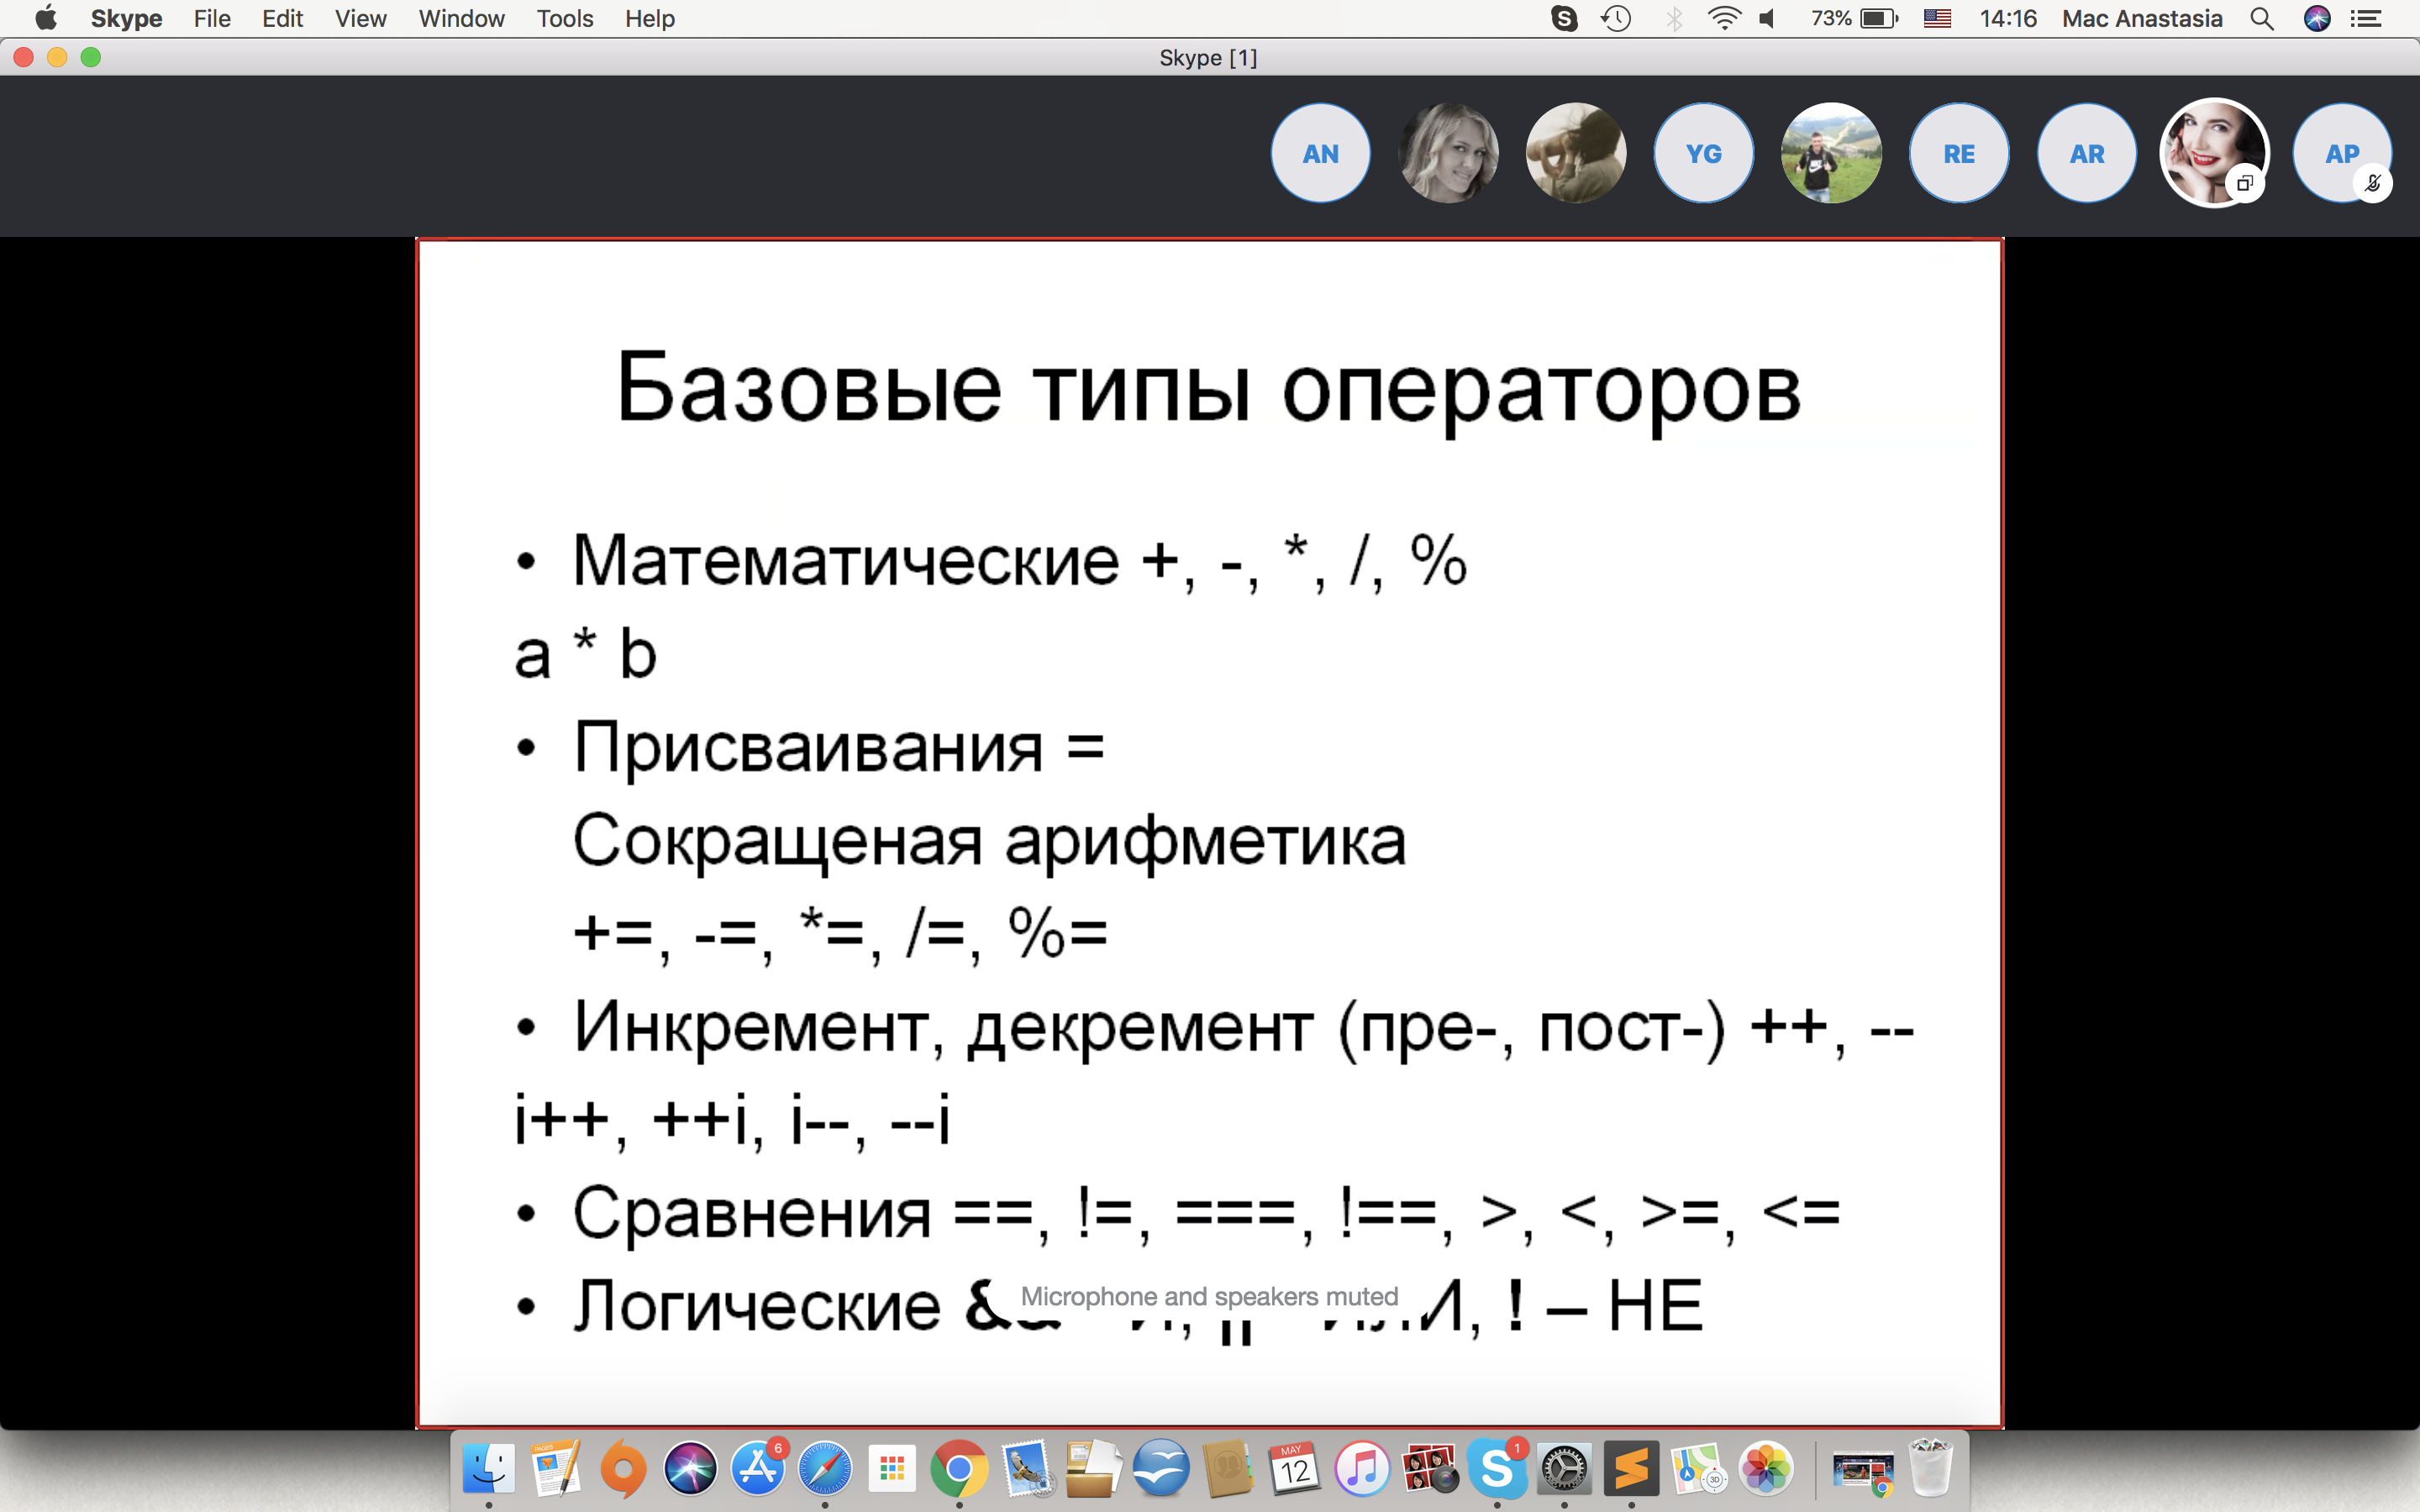 Skype File Edit View Window Tools Help 73% 14:16 Mac Anastasia
Skype [1]
AN YG RE AR AP
Базовые типы операторов
• Математические +, -, *, /, %
a * b
• Присваивания =
Сокращеная арифметика
+=, -=, *=, /=, %=
• Инкремент, декремент (пре-, пост-) ++, --
i++, ++i, i--, --i
• Сравнения ==, !=, ===, !==, >, <, >=, <=
• Логические ! – НЕ
Microphone and speakers muted
PAGES 6 MAY 12 1 3D